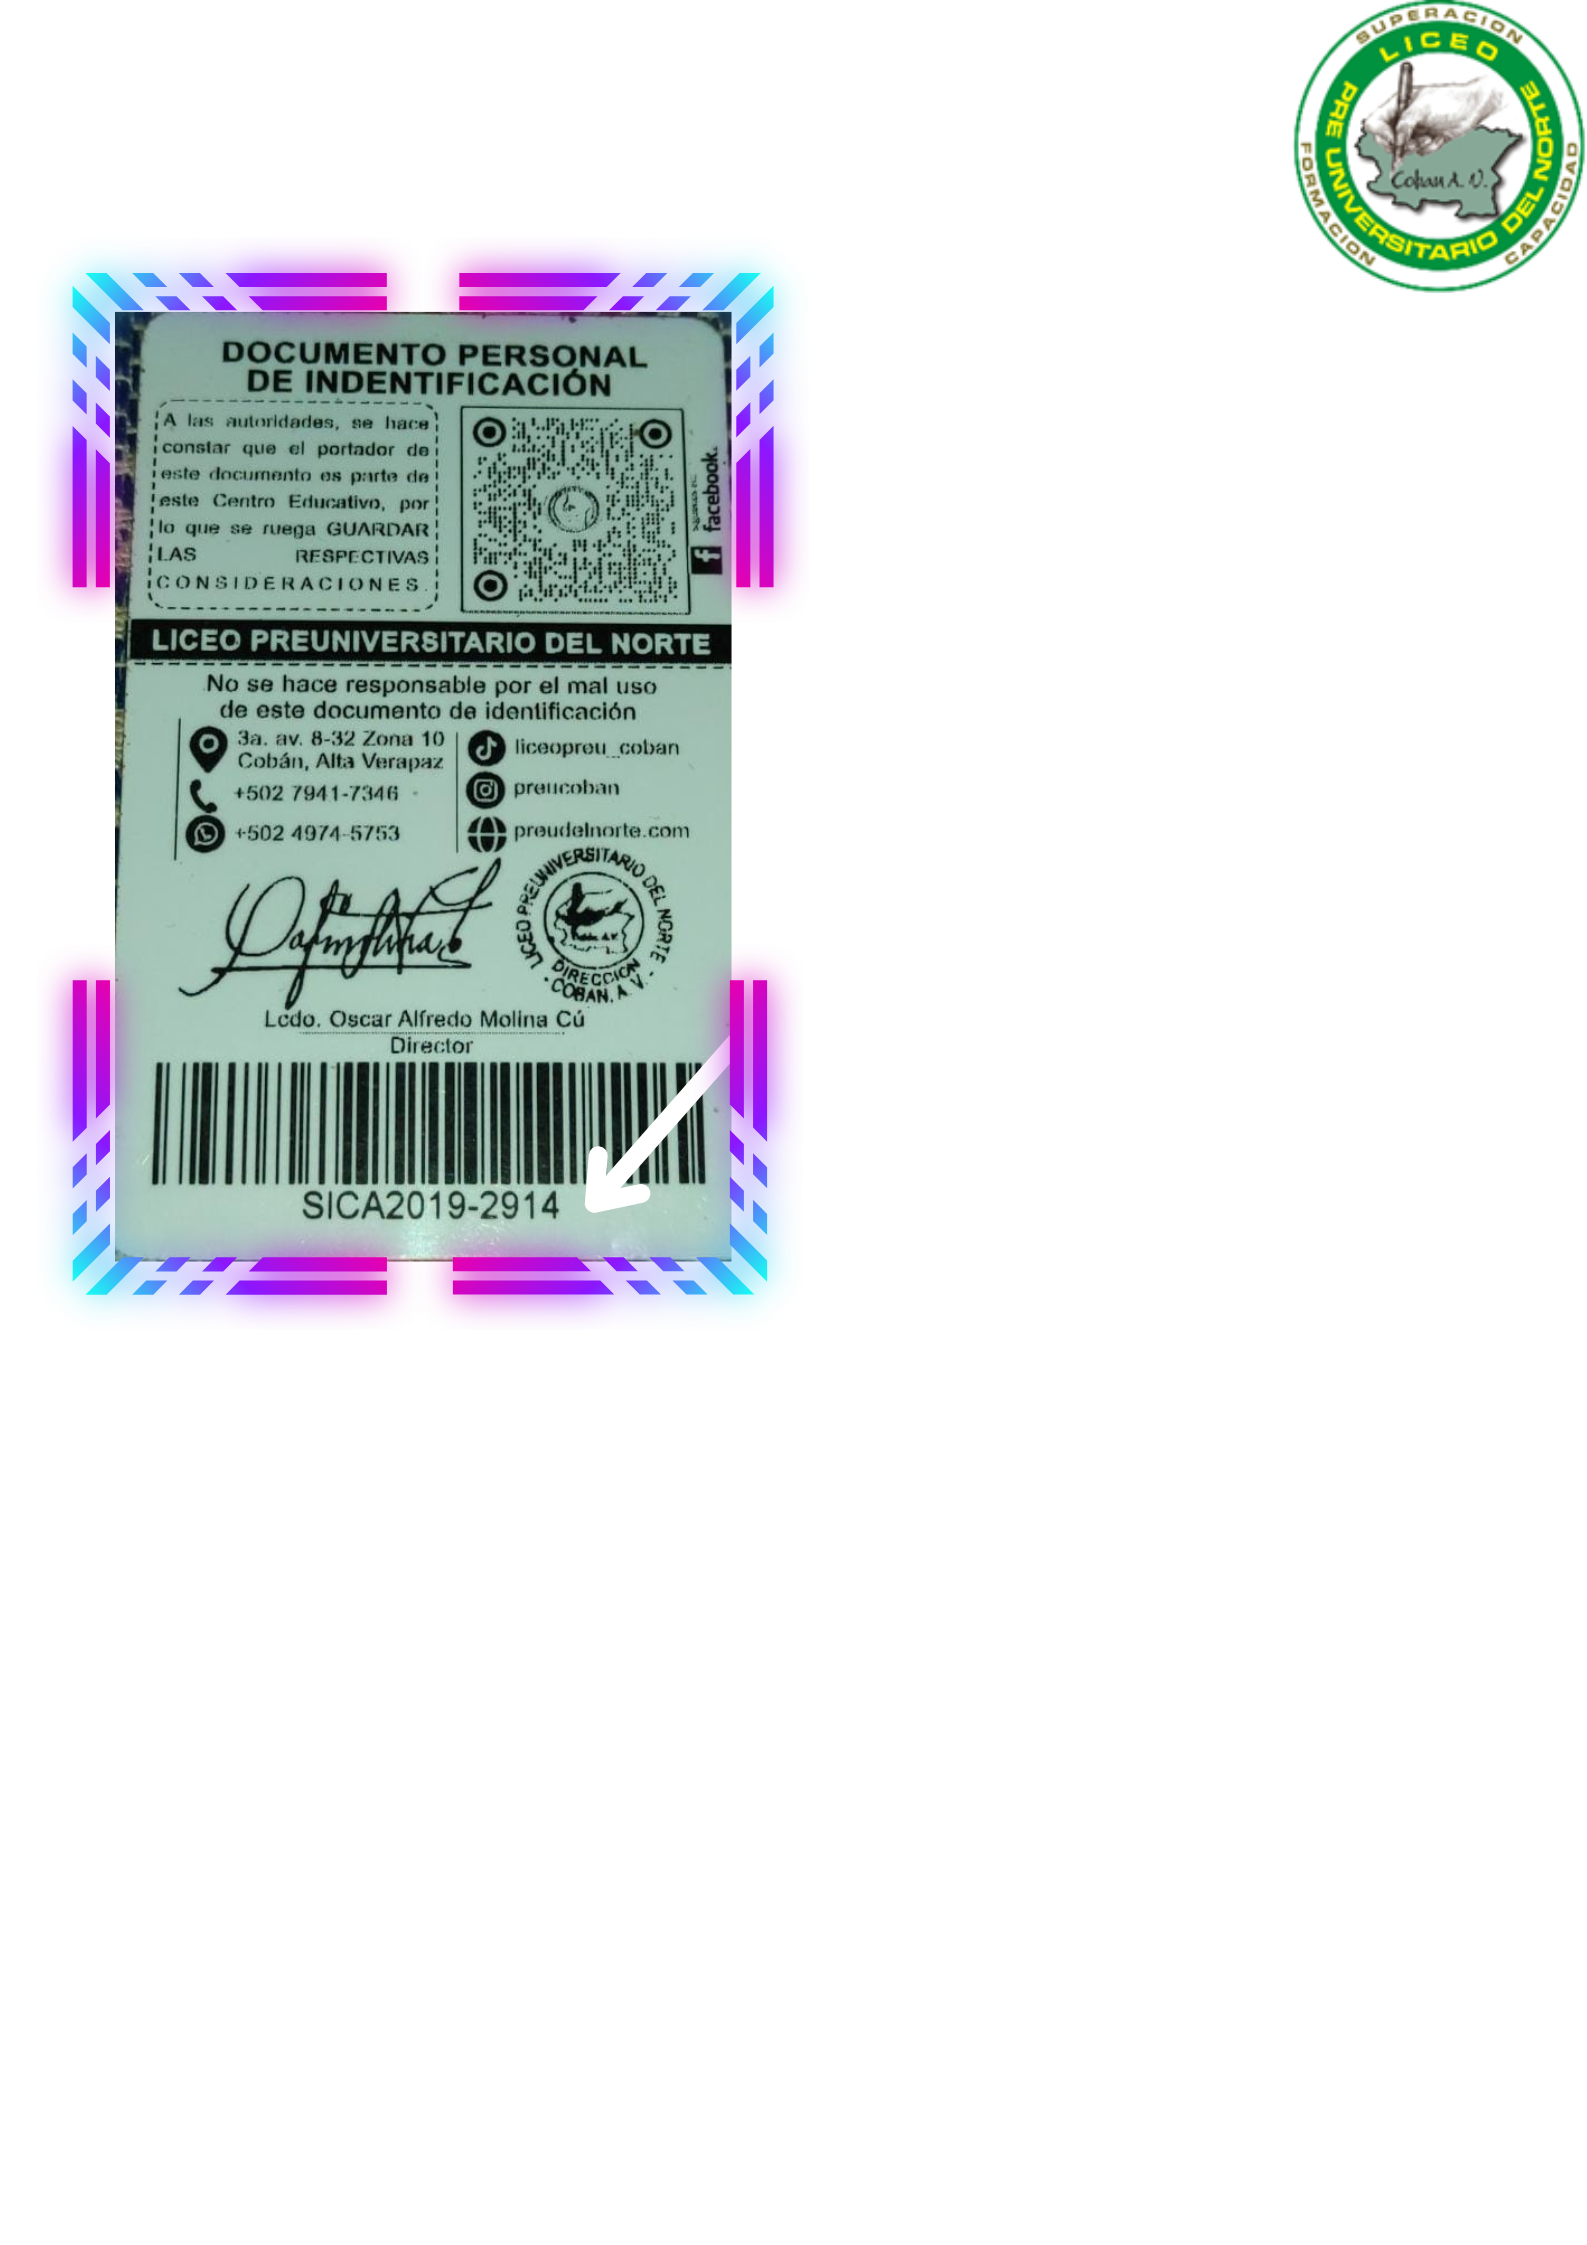 SUPERACION
LICEO
PRE UNIVERSITARIO DEL NORTE
FORMACION
CAPACIDAD
Coban A. V.
DOCUMENTO PERSONAL
DE INDENTIFICACIÓN
A las autoridades, se hace
constar que el portador de
este documento es parte de
este Centro Educativo, por
lo que se ruega GUARDAR
LAS RESPECTIVAS
CONSIDERACIONES.
facebook.
LICEO PREUNIVERSITARIO DEL NORTE
No se hace responsable por el mal uso
de este documento de identificación
3a. av. 8-32 Zona 10
Cobán, Alta Verapaz
+502 7941-7346
+502 4974-5753
liceopreu_coban
preucoban
preudelnorte.com
LICEO PREUNIVERSITARIO DEL NORTE
DIRECCION
COBAN, A. V.
Lcdo. Oscar Alfredo Molina Cú
Director
SICA2019-2914